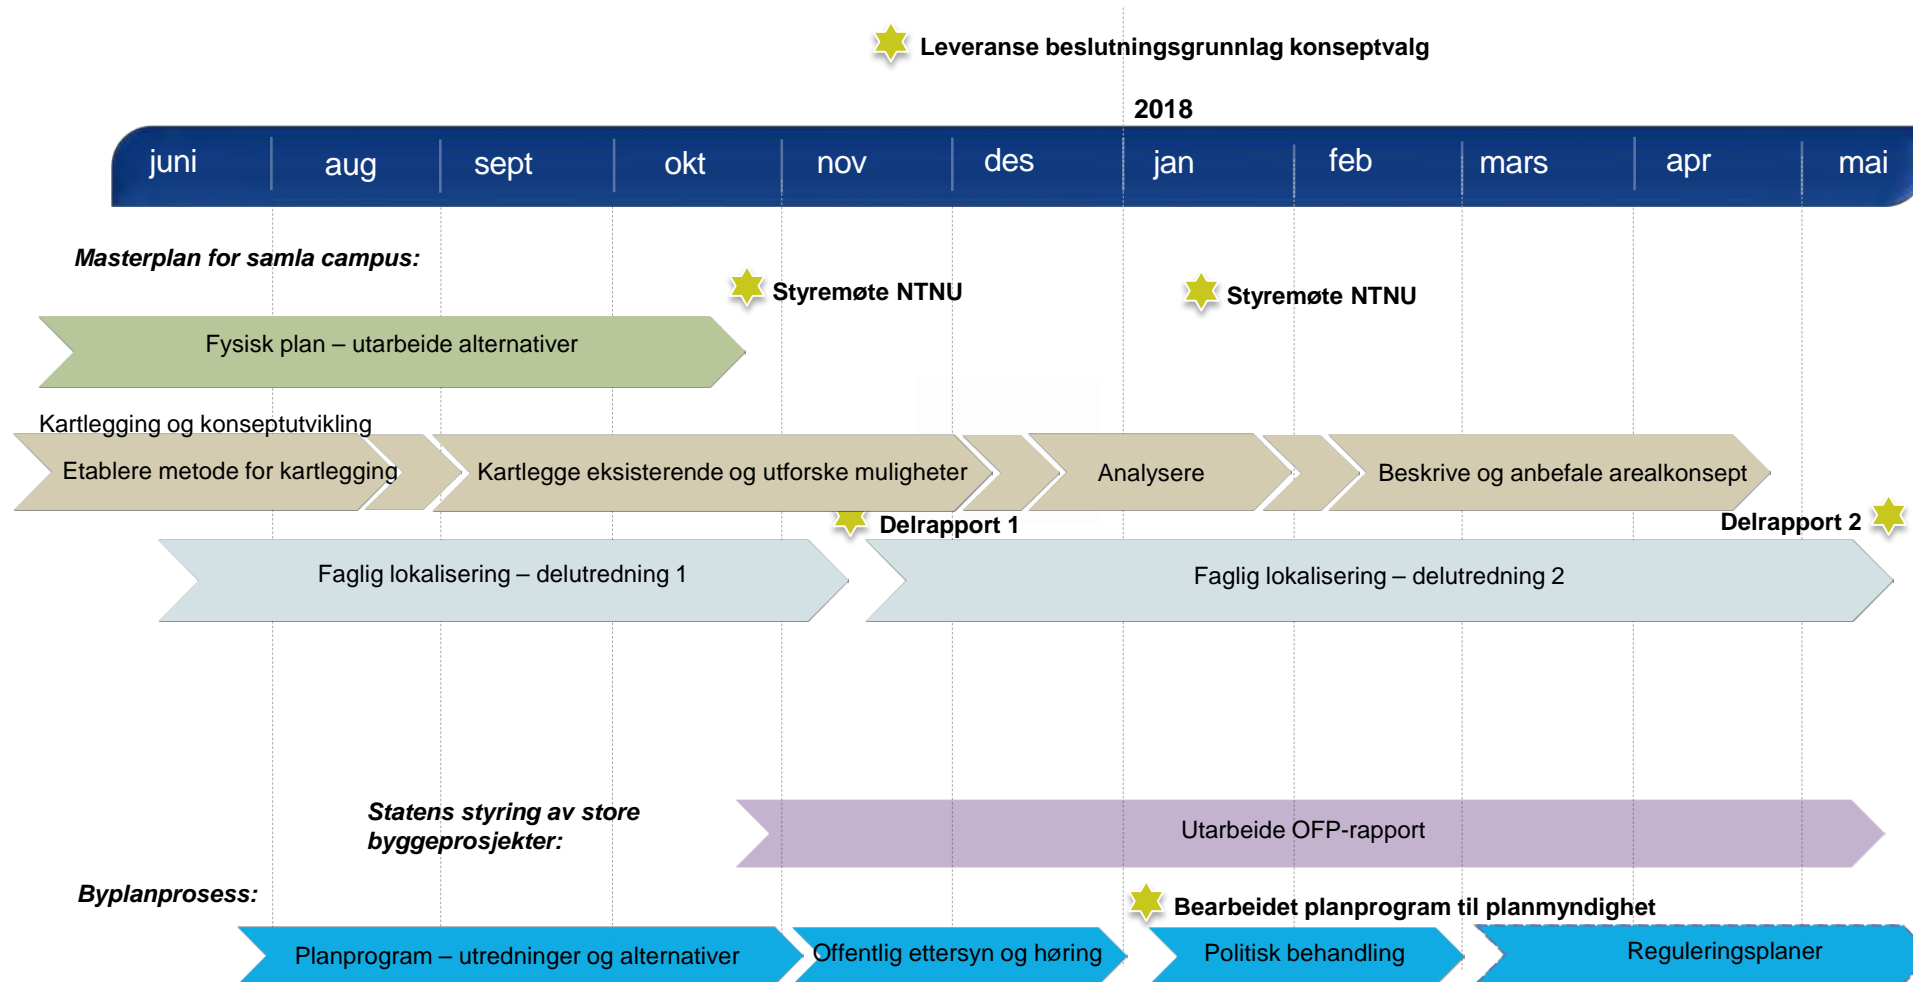 Leveranse beslutningsgrunnlag konseptvalg
2018
juni aug sept okt nov des jan feb mars apr mai
Masterplan for samla campus:
Styremøte NTNU
Styremøte NTNU
Fysisk plan – utarbeide alternativer
Kartlegging og konseptutvikling
Etablere metode for kartlegging
Kartlegge eksisterende og utforske muligheter
Analysere
Beskrive og anbefale arealkonsept
Delrapport 1
Delrapport 2
Faglig lokalisering – delutredning 1
Faglig lokalisering – delutredning 2
Statens styring av store
byggeprosjekter:
Utarbeide OFP-rapport
Byplanprosess:
Bearbeidet planprogram til planmyndighet
Planprogram – utredninger og alternativer
Offentlig ettersyn og høring
Politisk behandling
Reguleringsplaner